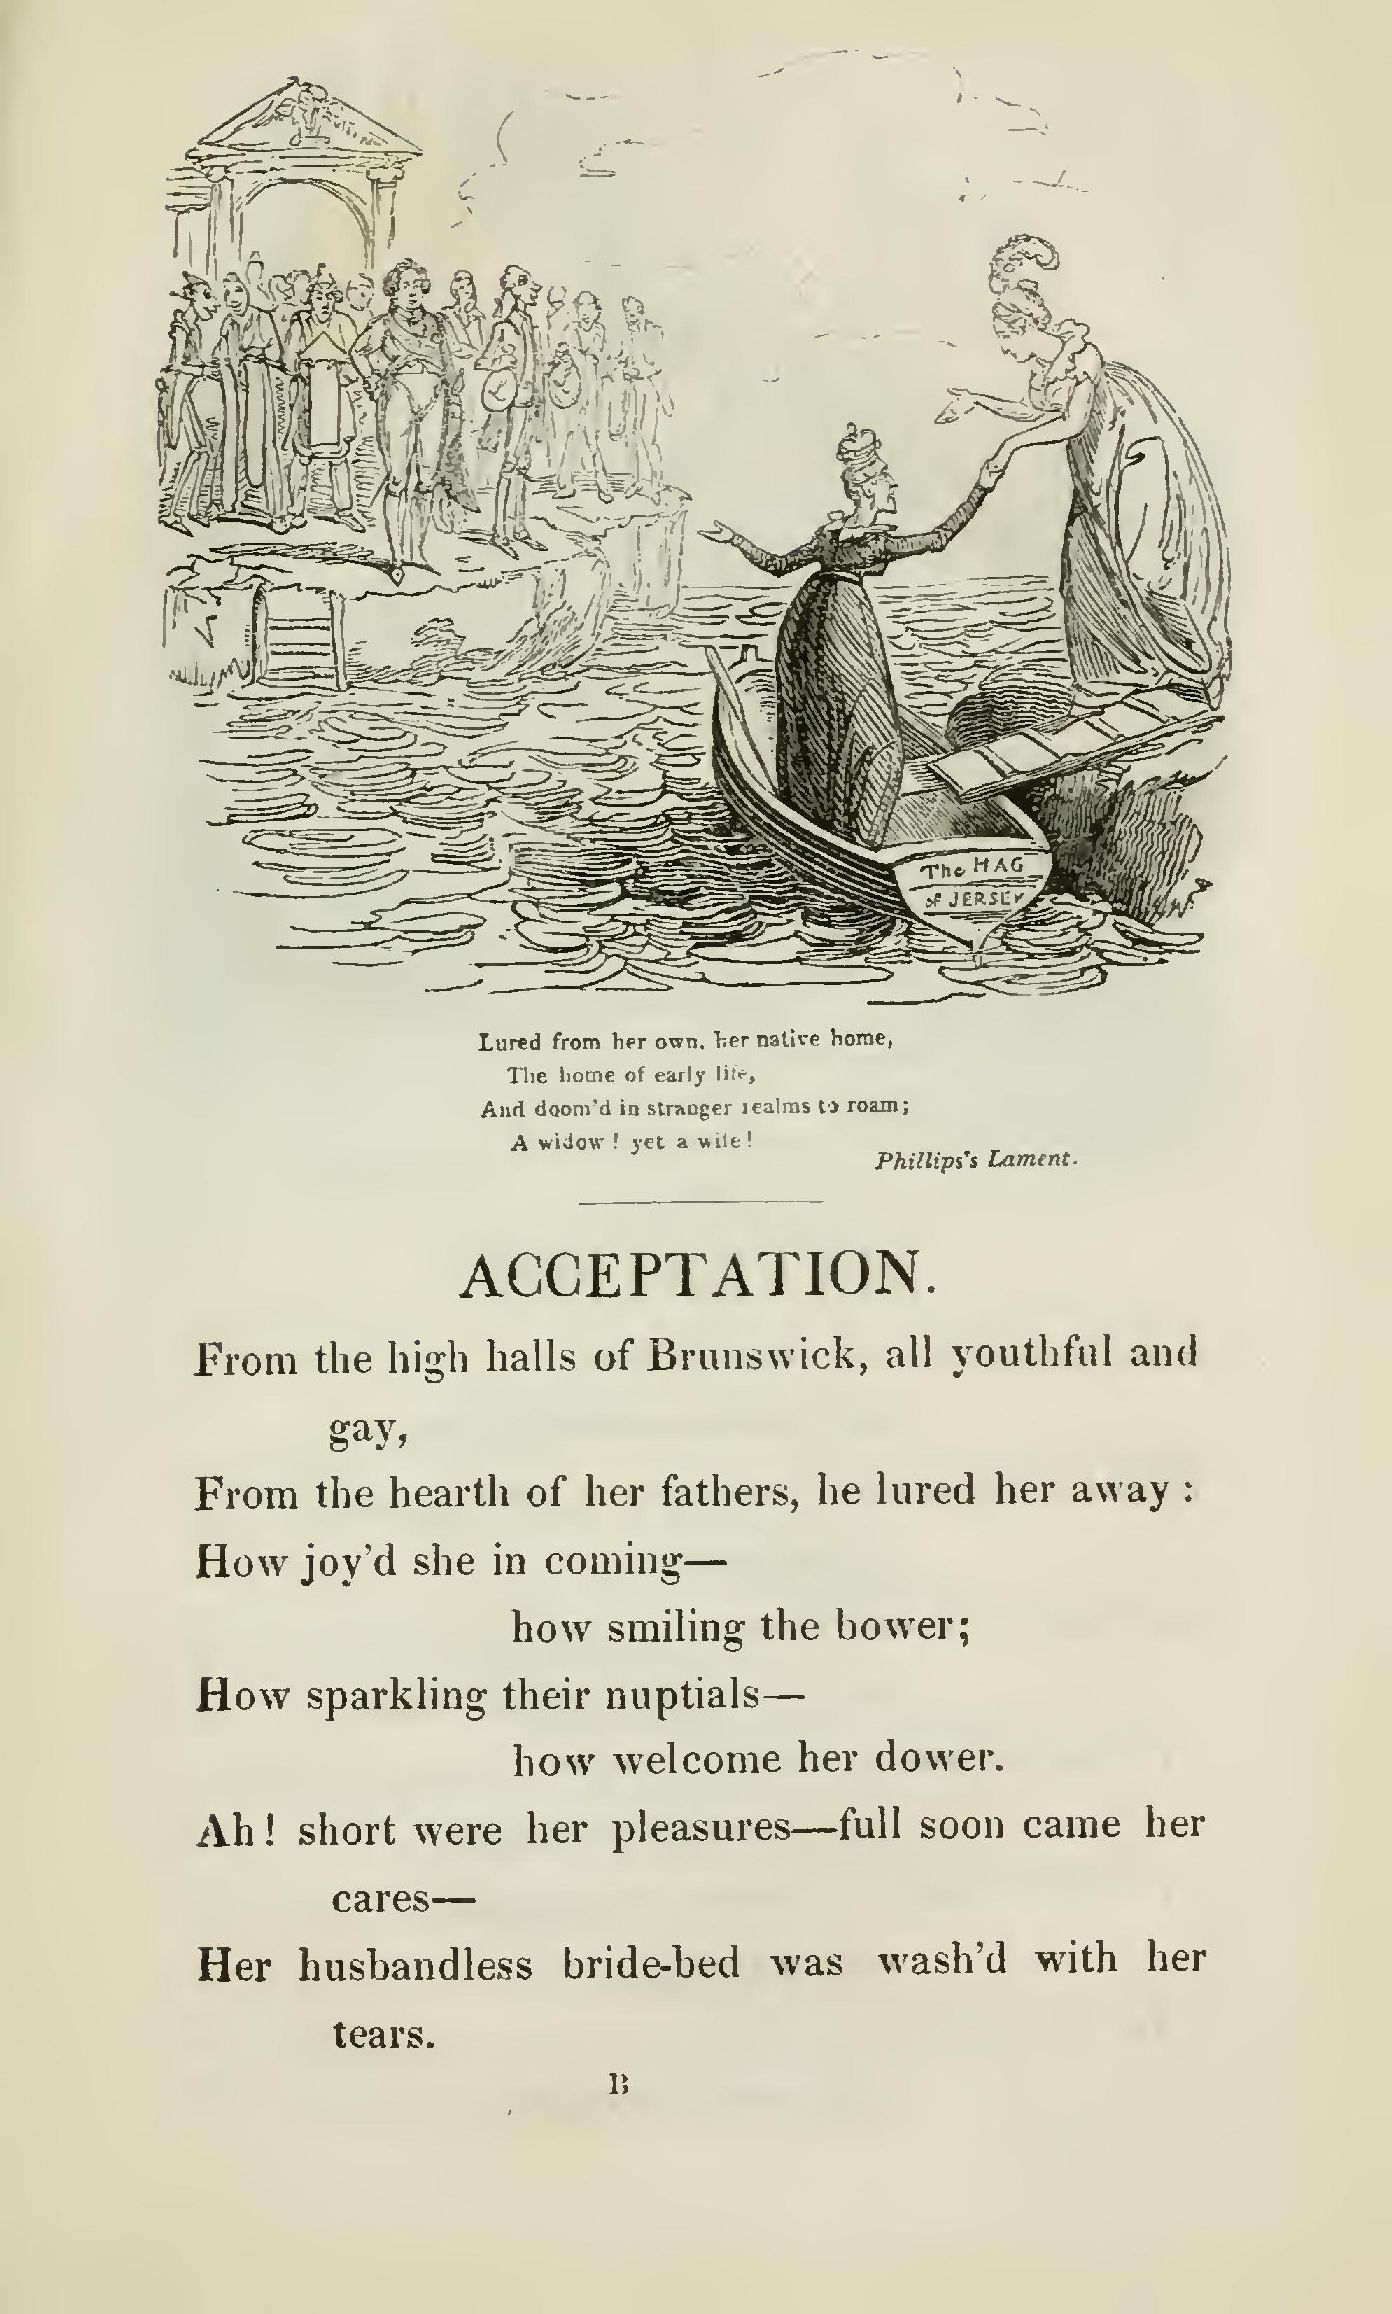 The HAG
of JERSEY
Lured from her own, her native home,
The home of early life,
And doom'd in stranger realms to roam;
A widow! yet a wife!
Phillips's Lament.
ACCEPTATION.
From the high halls of Brunswick, all youthful and
gay,
From the hearth of her fathers, he lured her away :
How joy'd she in coming—
how smiling the bower;
How sparkling their nuptials—
how welcome her dower.
Ah! short were her pleasures—full soon came her
cares—
Her husbandless bride-bed was wash'd with her
tears.
B